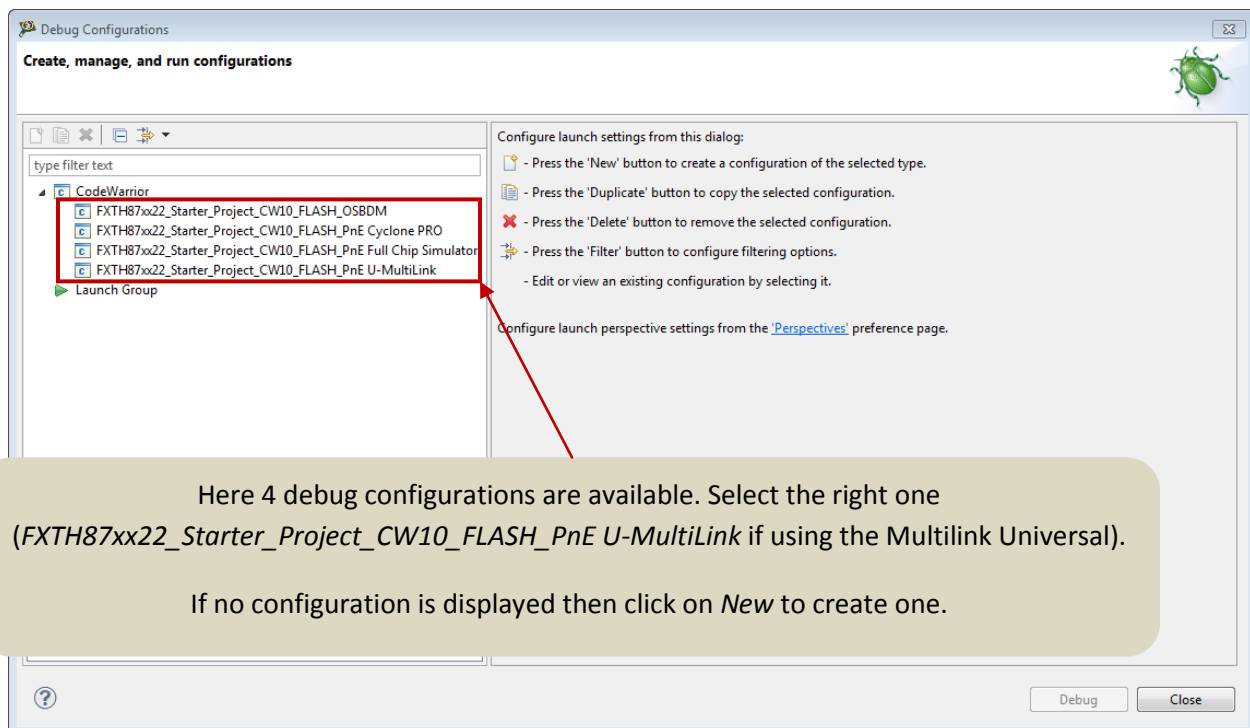 Debug Configurations
Create, manage, and run configurations
type filter text
CodeWarrior
FXTH87xx22_Starter_Project_CW10_FLASH_OSBDM
FXTH87xx22_Starter_Project_CW10_FLASH_PnE Cyclone PRO
FXTH87xx22_Starter_Project_CW10_FLASH_PnE Full Chip Simulator
FXTH87xx22_Starter_Project_CW10_FLASH_PnE U-MultiLink
Launch Group
Configure launch settings from this dialog:
- Press the 'New' button to create a configuration of the selected type.
- Press the 'Duplicate' button to copy the selected configuration.
- Press the 'Delete' button to remove the selected configuration.
- Press the 'Filter' button to configure filtering options.
- Edit or view an existing configuration by selecting it.
Configure launch perspective settings from the 'Perspectives' preference page.
Here 4 debug configurations are available. Select the right one
(FXTH87xx22_Starter_Project_CW10_FLASH_PnE U-MultiLink if using the Multilink Universal).
If no configuration is displayed then click on New to create one.
Debug
Close